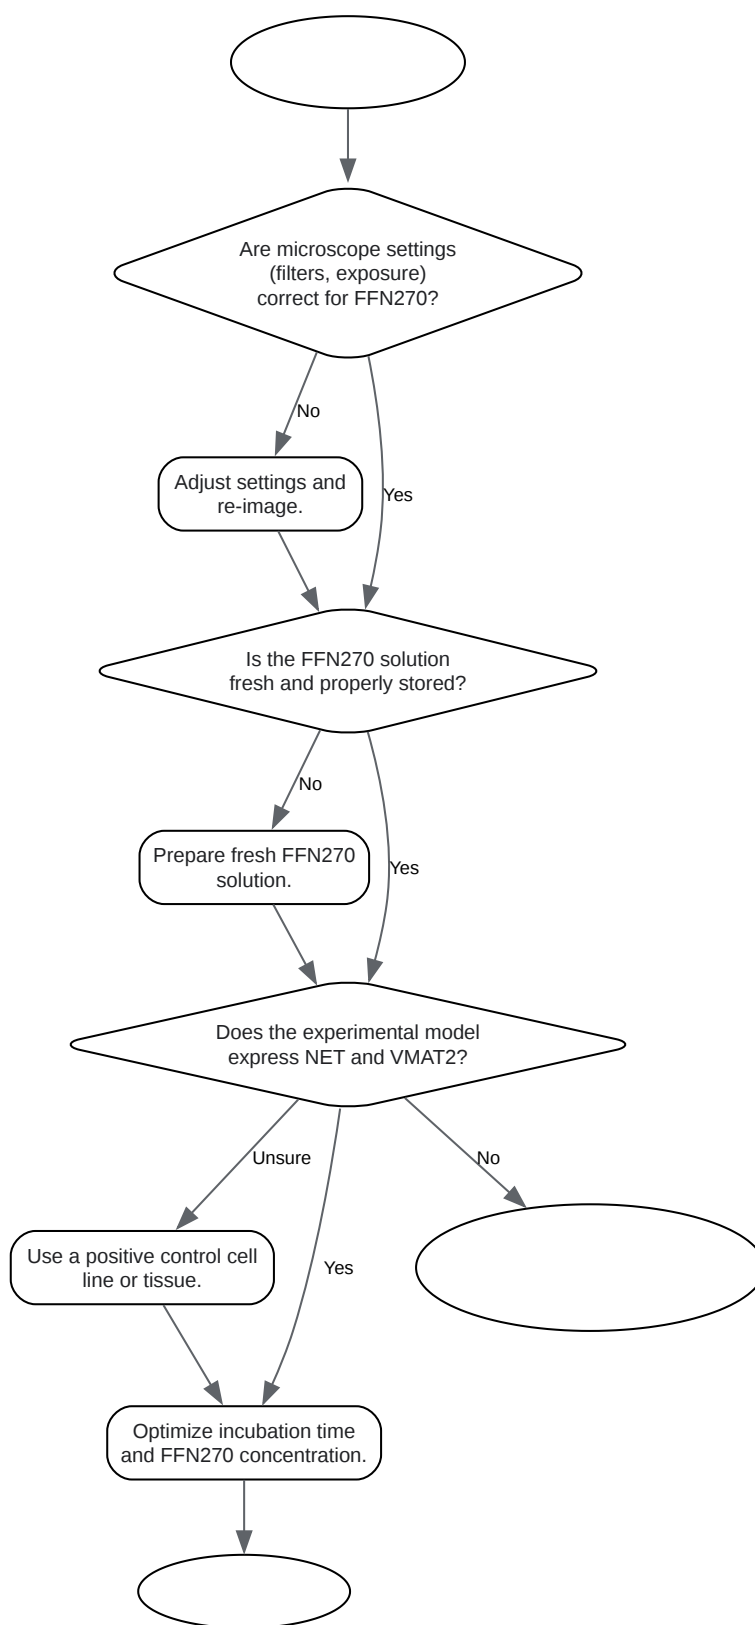 Are microscope settings
(filters, exposure)
correct for FFN270?
No
Adjust settings and
re-image.
Yes
Is the FFN270 solution
fresh and properly stored?
No
Prepare fresh FFN270
solution.
Yes
Does the experimental model
express NET and VMAT2?
Unsure
No
Use a positive control cell
line or tissue.
Yes
Optimize incubation time
and FFN270 concentration.